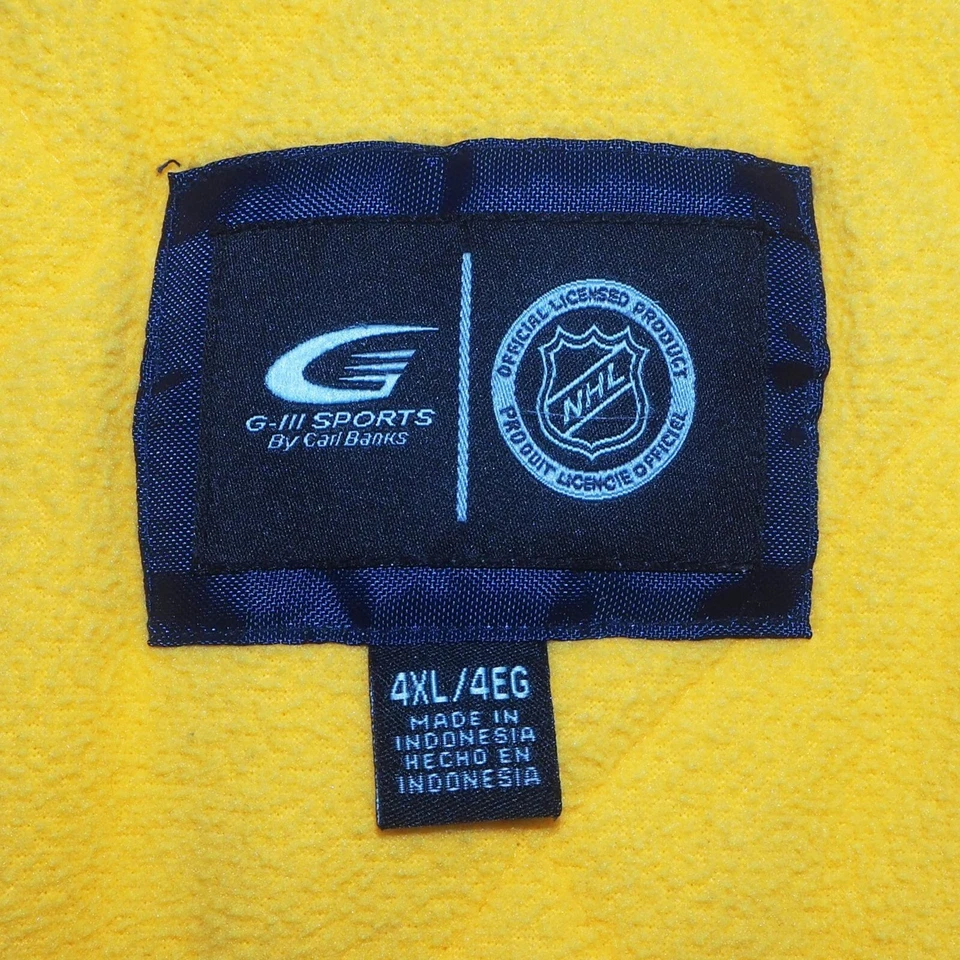 G-III SPORTS
By Carl Banks
OFFICIAL LICENSED PRODUCT
NHL
PRODUIT LICENCIE OFFICIEL
4XL/4EG
MADE IN
INDONESIA
HECHO EN
INDONESIA